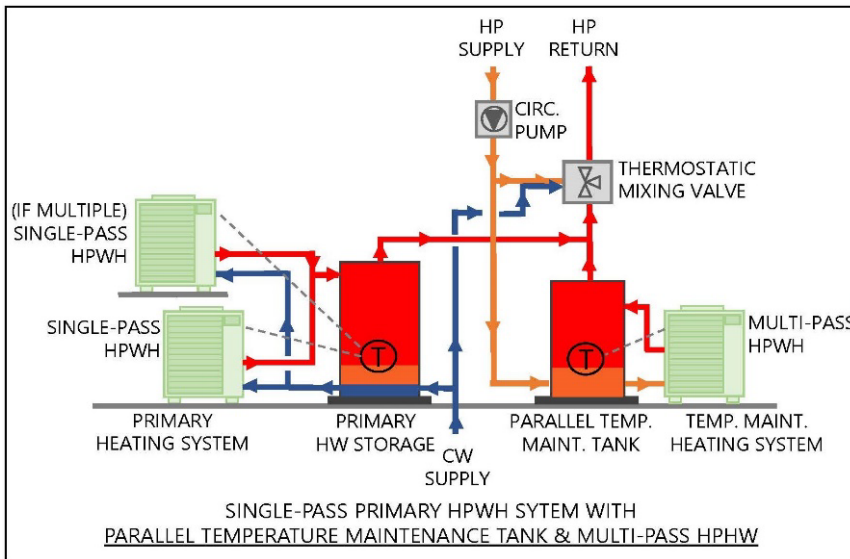 HP
SUPPLY
HP
RETURN
CIRC.
PUMP
THERMOSTATIC
MIXING VALVE
(IF MULTIPLE)
SINGLE-PASS
HPWH
SINGLE-PASS
HPWH
T
T
MULTI-PASS
HPWH
PRIMARY
HEATING SYSTEM
PRIMARY
HW STORAGE
PARALLEL TEMP.
MAINT. TANK
TEMP. MAINT.
HEATING SYSTEM
CW
SUPPLY
SINGLE-PASS PRIMARY HPWH SYTEM WITH
PARALLEL TEMPERATURE MAINTENANCE TANK & MULTI-PASS HPHW